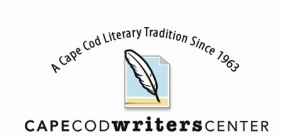 A Cape Cod Literary Tradition Since 1963
CAPECODwritersCENTER